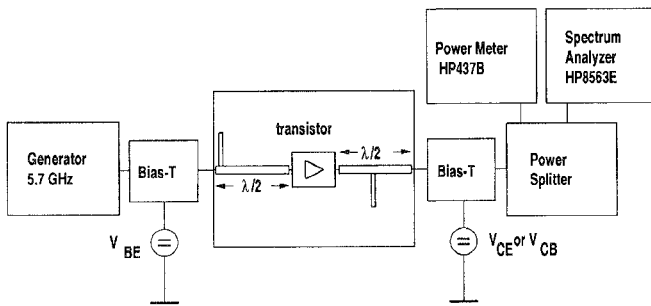 Power Meter
HP437B
Spectrum
Analyzer
HP8563E
Generator
5.7 GHz
Bias-T
transistor
λ/2
λ/2
Bias-T
Power
Splitter
V BE
V CE or V CB